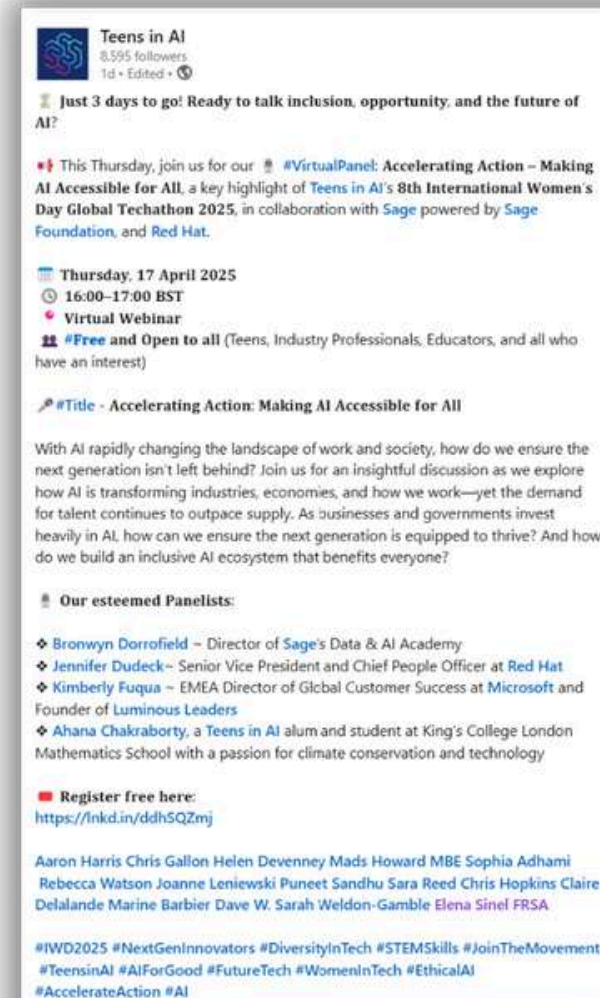 Teens in AI
8,595 followers
1d • Edited •
⏳ Just 3 days to go! Ready to talk inclusion, opportunity, and the future of
AI?
📢 This Thursday, join us for our 🎙 #VirtualPanel: Accelerating Action – Making
AI Accessible for All, a key highlight of Teens in AI's 8th International Women's
Day Global Techathon 2025, in collaboration with Sage powered by Sage
Foundation, and Red Hat.
📅 Thursday, 17 April 2025
🕓 16:00–17:00 BST
📍 Virtual Webinar
👥 #Free and Open to all (Teens, Industry Professionals, Educators, and all who
have an interest)
🎤 #Title - Accelerating Action: Making AI Accessible for All
With AI rapidly changing the landscape of work and society, how do we ensure the
next generation isn't left behind? Join us for an insightful discussion as we explore
how AI is transforming industries, economies, and how we work—yet the demand
for talent continues to outpace supply. As businesses and governments invest
heavily in AI, how can we ensure the next generation is equipped to thrive? And how
do we build an inclusive AI ecosystem that benefits everyone?
🎙 Our esteemed Panelists:
❖ Bronwyn Dorrofield ~ Director of Sage's Data & AI Academy
❖ Jennifer Dudeck~ Senior Vice President and Chief People Officer at Red Hat
❖ Kimberly Fuqua ~ EMEA Director of Global Customer Success at Microsoft and
Founder of Luminous Leaders
❖ Ahana Chakraborty, a Teens in AI alum and student at King's College London
Mathematics School with a passion for climate conservation and technology
🟥 Register free here:
https://lnkd.in/ddhSQZmj
Aaron Harris Chris Gallon Helen Devenney Mads Howard MBE Sophia Adhami
Rebecca Watson Joanne Leniewski Puneet Sandhu Sara Reed Chris Hopkins Claire
Delalande Marine Barbier Dave W. Sarah Weldon-Gamble Elena Sinel FRSA
#IWD2025 #NextGenInnovators #DiversityInTech #STEMSkills #JoinTheMovement
#TeensinAI #AIForGood #FutureTech #WomenInTech #EthicalAI
#AccelerateAction #AI